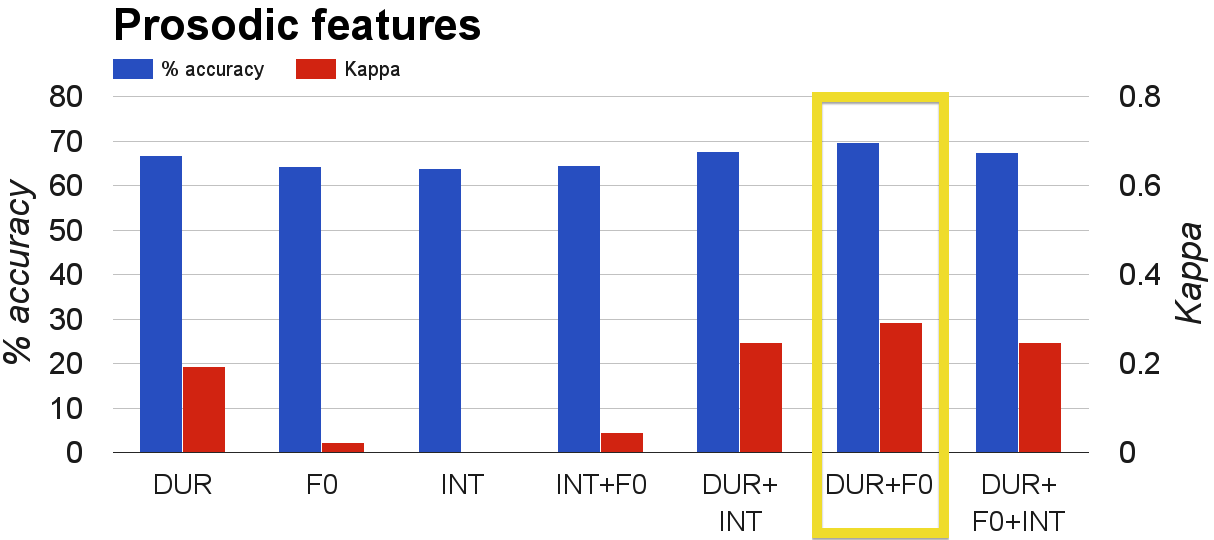 Prosodic features
% accuracy Kappa
80 0.8
70
60 0.6
50
40 0.4
30
20 0.2
10
0 0
% accuracy
Kappa
DUR F0 INT INT+F0 DUR+ DUR+F0 DUR+
INT F0+INT